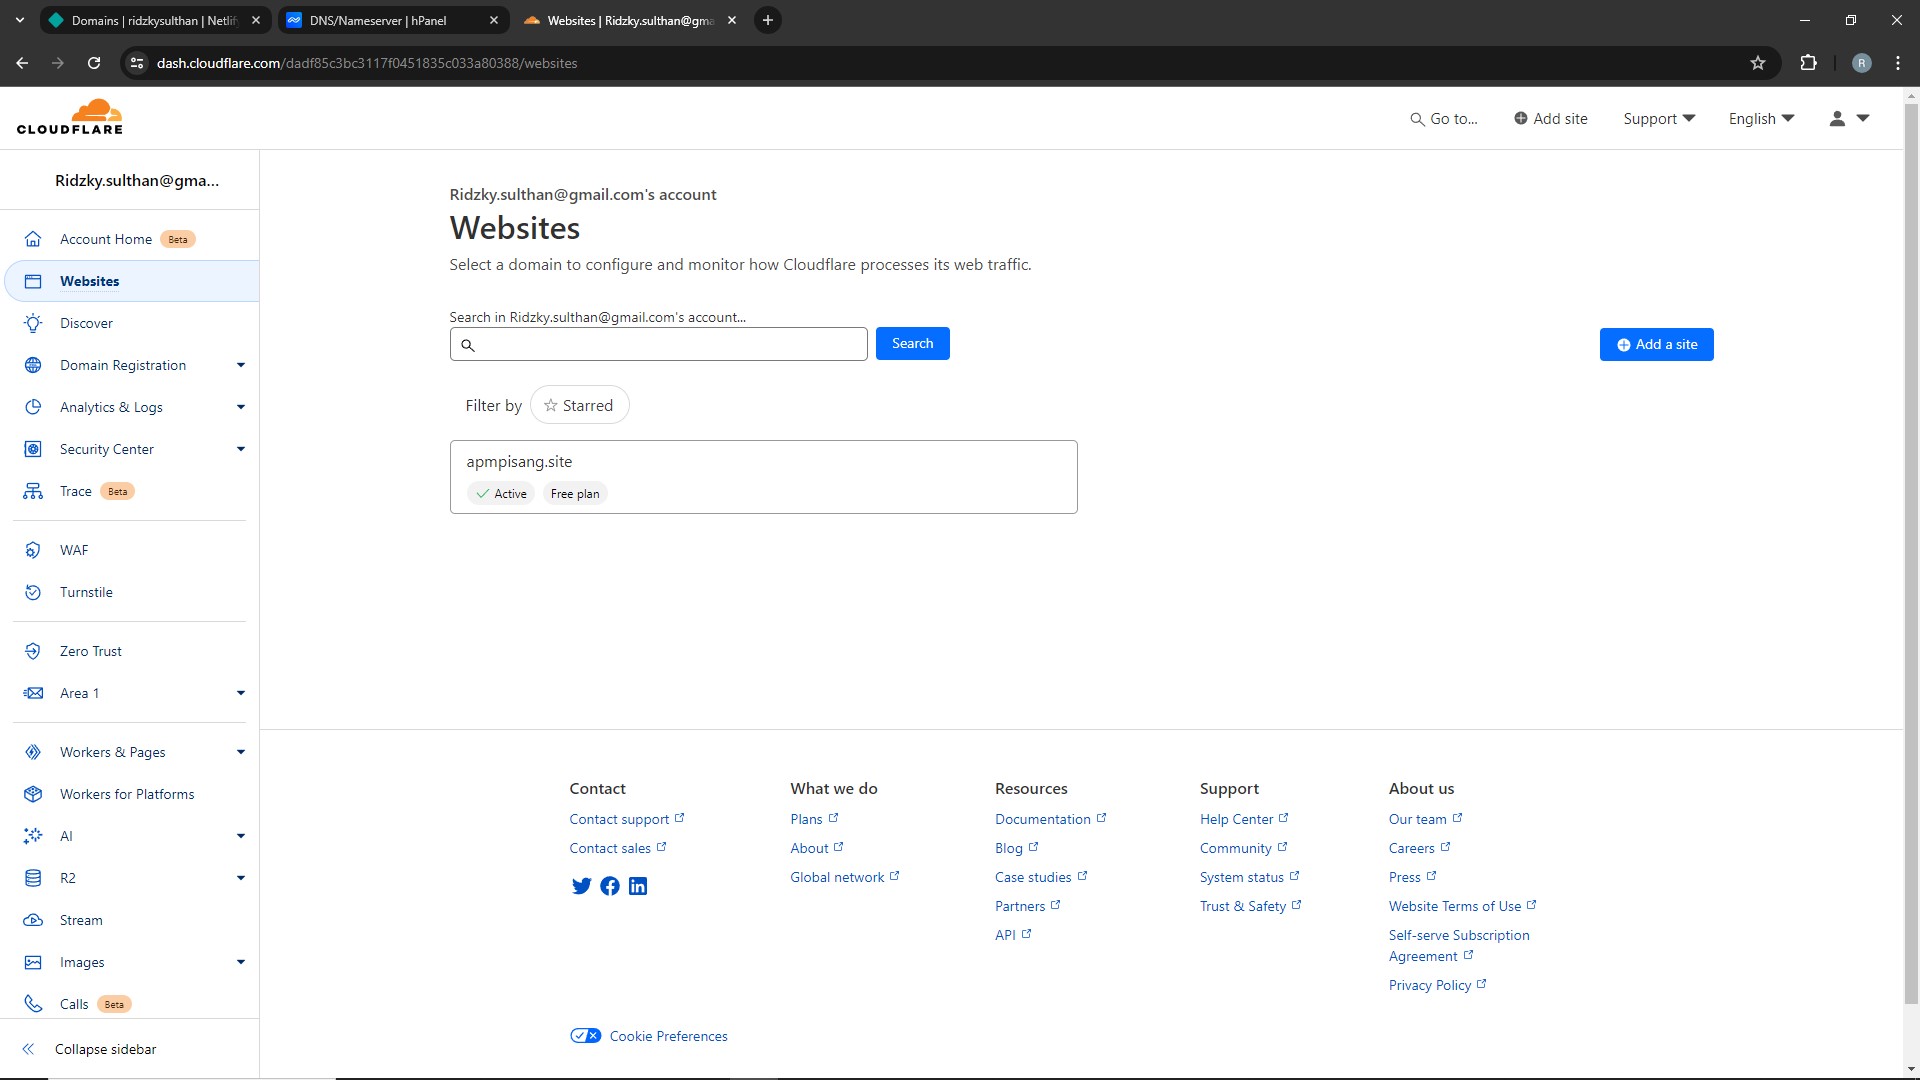 Domains | ridzkysulthan | Netlify
DNS/Nameserver | hPanel
Websites | Ridzky.sulthan@gma
dash.cloudflare.com/dadf85c3bc3117f0451835c033a80388/websites
R
CLOUDFLARE
Go to...
Add site
Support
English
Ridzky.sulthan@gma...
Account Home Beta
Websites
Discover
Domain Registration
Analytics & Logs
Security Center
Trace Beta
WAF
Turnstile
Zero Trust
Area 1
Workers & Pages
Workers for Platforms
AI
R2
Stream
Images
Calls Beta
Collapse sidebar
Ridzky.sulthan@gmail.com's account
Websites
Select a domain to configure and monitor how Cloudflare processes its web traffic.
Search in Ridzky.sulthan@gmail.com's account...
Search
Add a site
Filter by Starred
apmpisang.site
Active Free plan
Contact
Contact support
Contact sales
What we do
Plans
About
Global network
Resources
Documentation
Blog
Case studies
Partners
API
Support
Help Center
Community
System status
Trust & Safety
About us
Our team
Careers
Press
Website Terms of Use
Self-serve Subscription
Agreement
Privacy Policy
Cookie Preferences